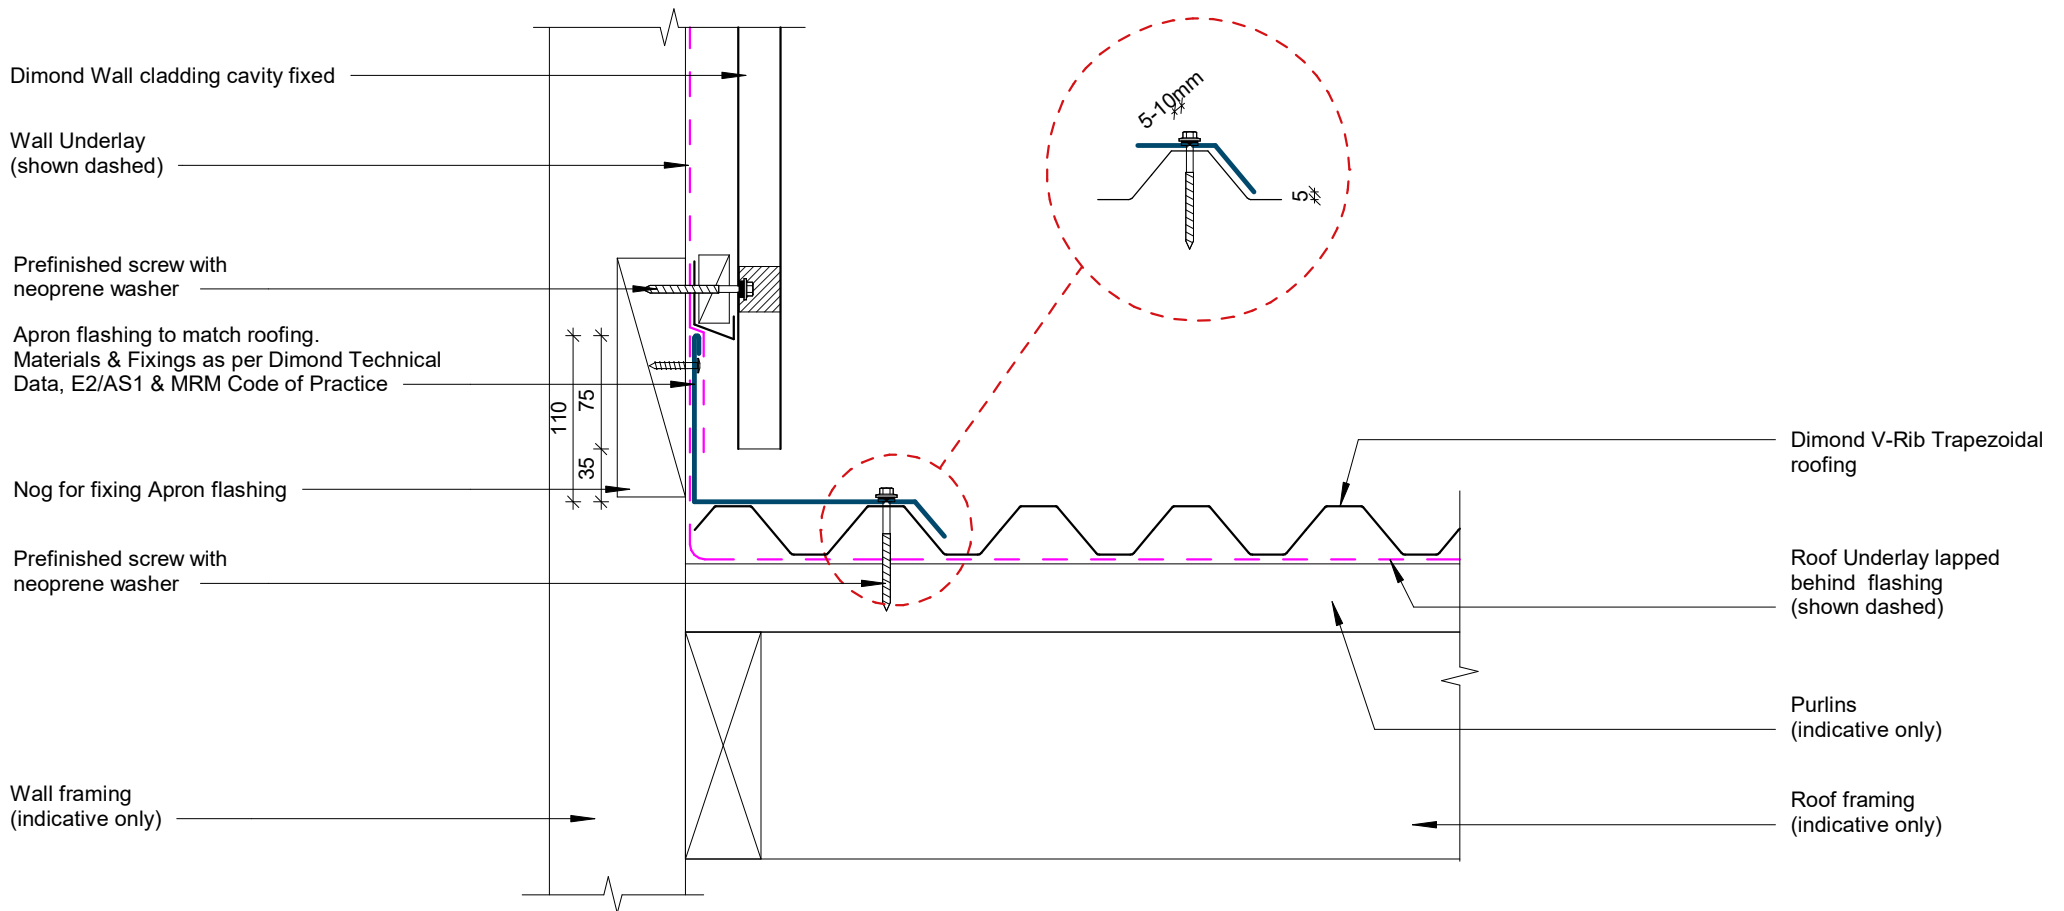 Dimond Wall cladding cavity fixed
Wall Underlay
(shown dashed)
Prefinished screw with
neoprene washer
Apron flashing to match roofing.
Materials & Fixings as per Dimond Technical
Data, E2/AS1 & MRM Code of Practice
110
75
35
Nog for fixing Apron flashing
Prefinished screw with
neoprene washer
Wall framing
(indicative only)
5-10mm
5
Dimond V-Rib Trapezoidal
roofing
Roof Underlay lapped
behind flashing
(shown dashed)
Purlins
(indicative only)
Roof framing
(indicative only)